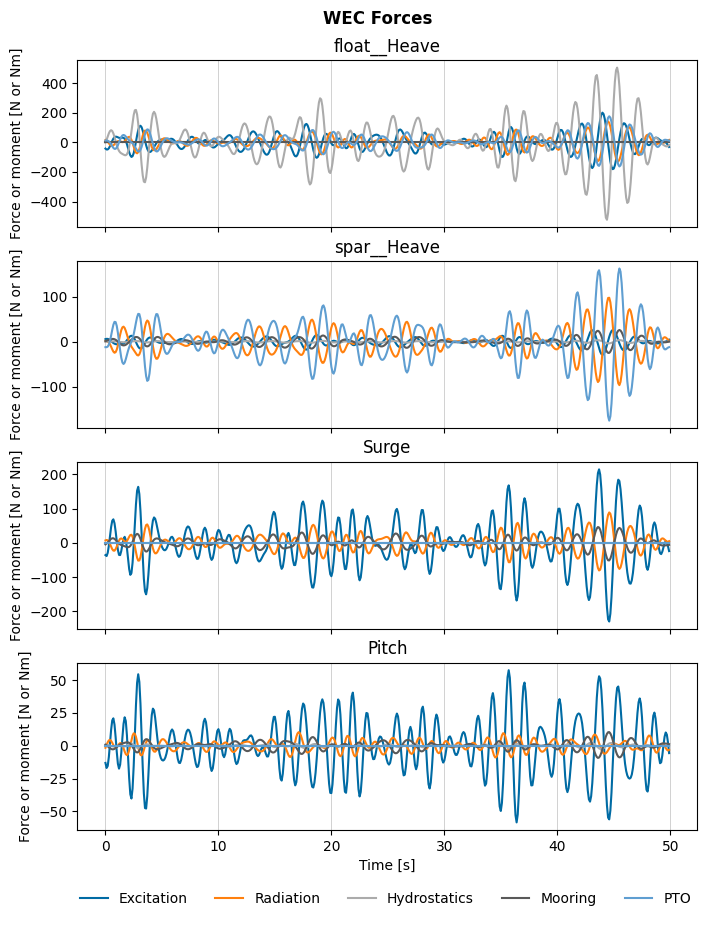 WEC Forces
float__Heave
Force or moment [N or Nm]
400
200
0
−200
−400
spar__Heave
Force or moment [N or Nm]
100
0
−100
Surge
Force or moment [N or Nm]
200
100
0
−100
−200
Pitch
Force or moment [N or Nm]
50
25
0
−25
−50
0 10 20 30 40 50
Time [s]
Excitation Radiation Hydrostatics Mooring PTO